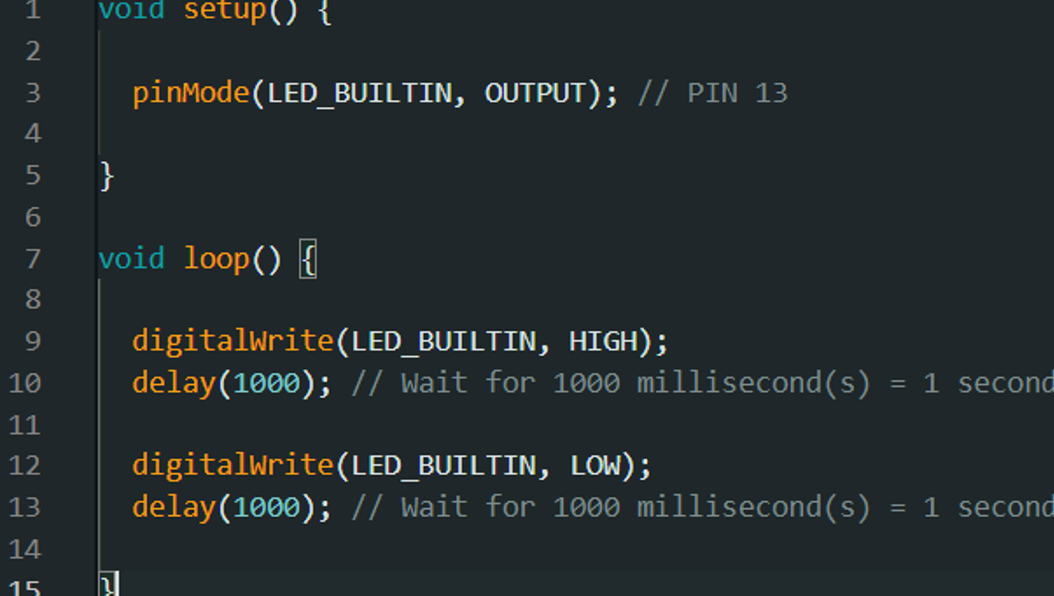 1 void setup() {
2
3 pinMode(LED_BUILTIN, OUTPUT); // PIN 13
4
5 }
6
7 void loop() {
8
9 digitalWrite(LED_BUILTIN, HIGH);
10 delay(1000); // Wait for 1000 millisecond(s) = 1 second
11
12 digitalWrite(LED_BUILTIN, LOW);
13 delay(1000); // Wait for 1000 millisecond(s) = 1 second
14
15 }